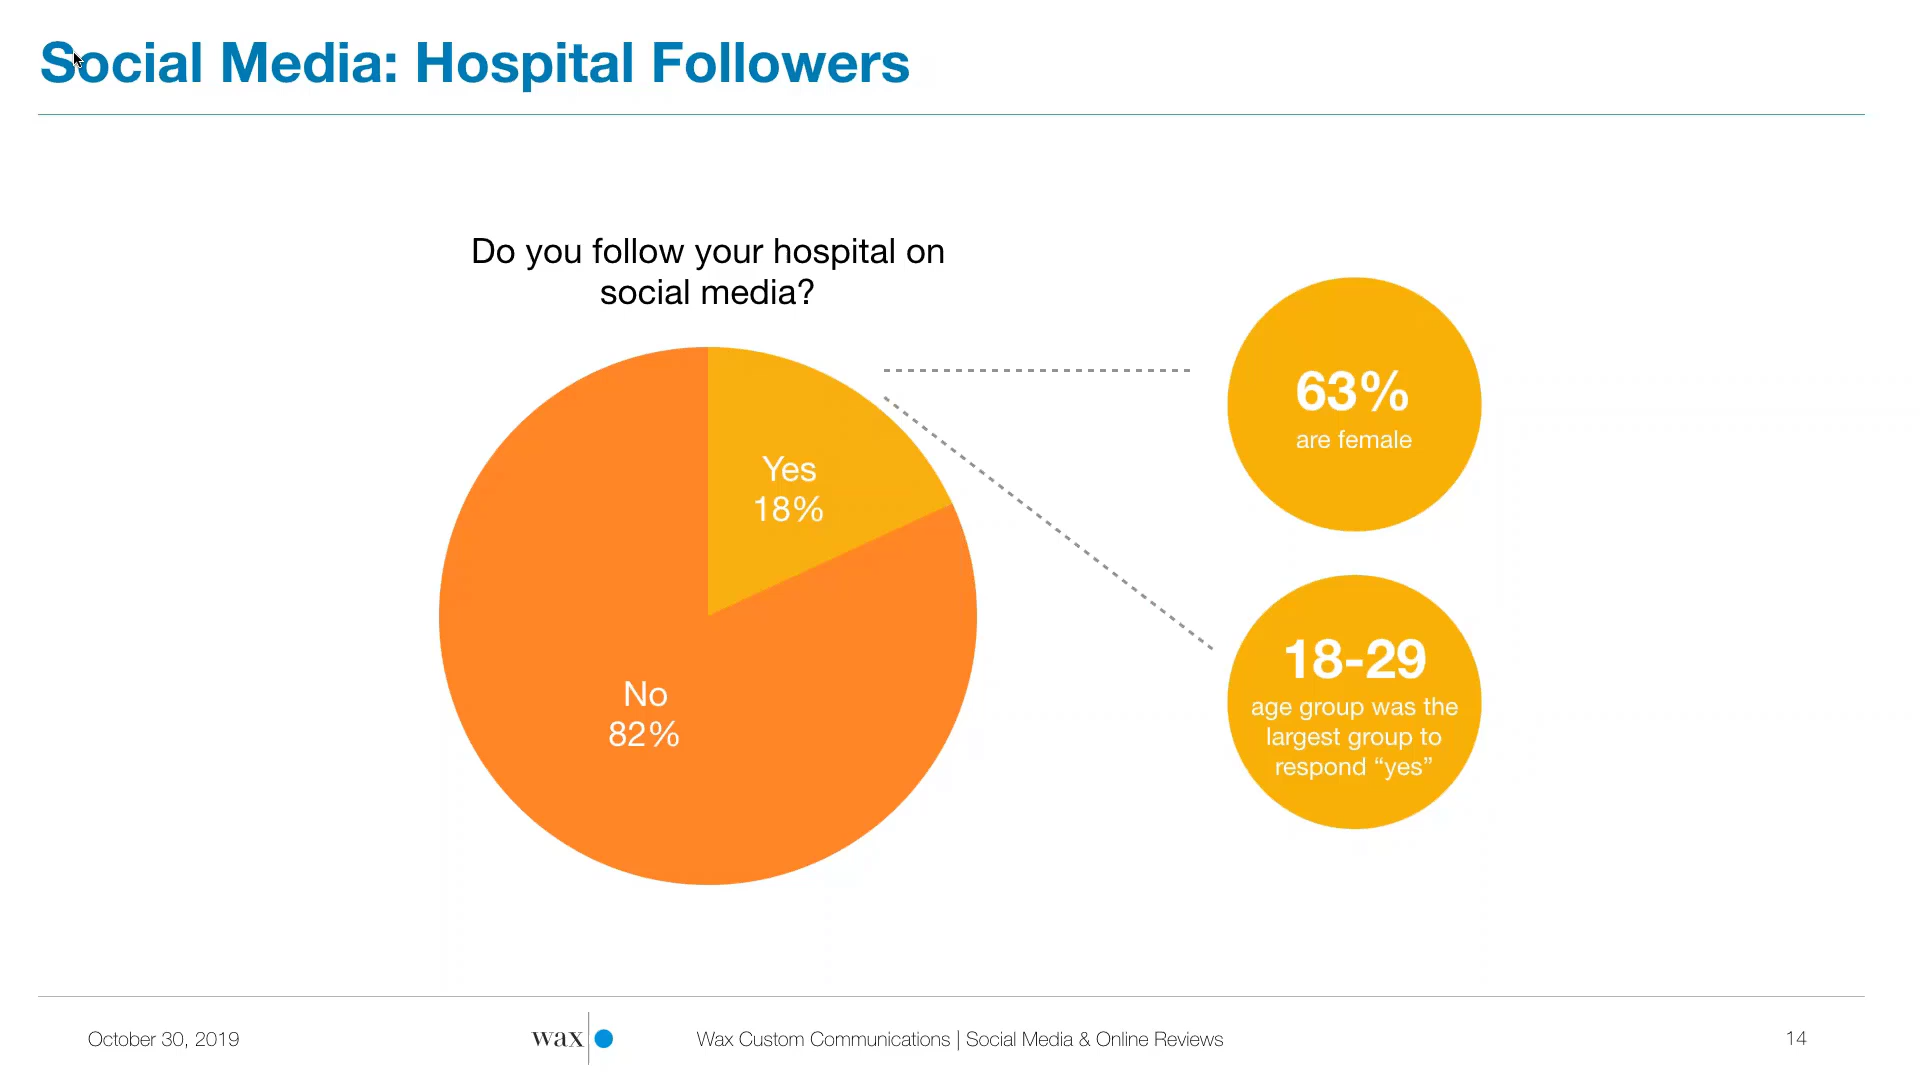 Social Media: Hospital Followers
Do you follow your hospital on
social media?
Yes
18%
No
82%
63%
are female
18-29
age group was the
largest group to
respond “yes”
October 30, 2019
wax
Wax Custom Communications | Social Media & Online Reviews
14